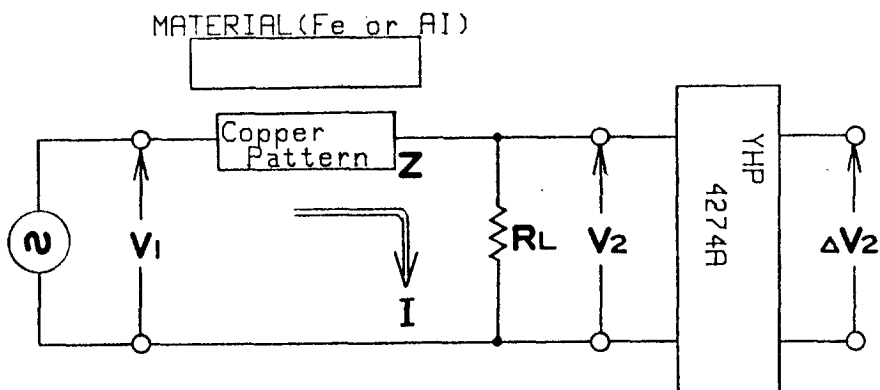 MATERIAL(Fe or Al)
Copper
Pattern
Z
V1
I
RL
V2
YHP
4274A
ΔV2